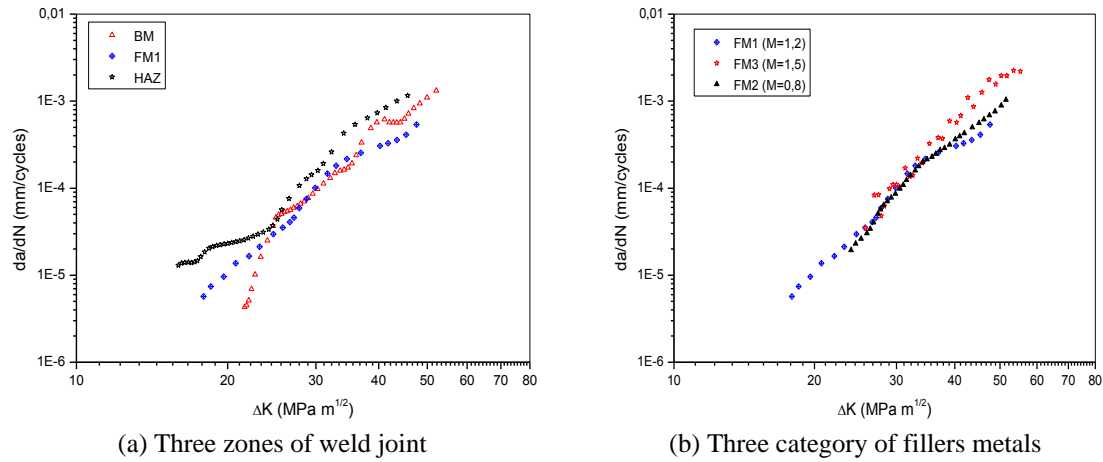 0,01
1E-3
1E-4
1E-5
1E-6
da/dN (mm/cycles)
BM
FM1
HAZ
10 20 30 40 50 60 70 80
ΔK (MPa m^1/2)
(a) Three zones of weld joint
0,01
1E-3
1E-4
1E-5
1E-6
da/dN (mm/cycles)
FM1 (M=1,2)
FM3 (M=1,5)
FM2 (M=0,8)
10 20 30 40 50 60 70 80
ΔK (MPa m^1/2)
(b) Three category of fillers metals